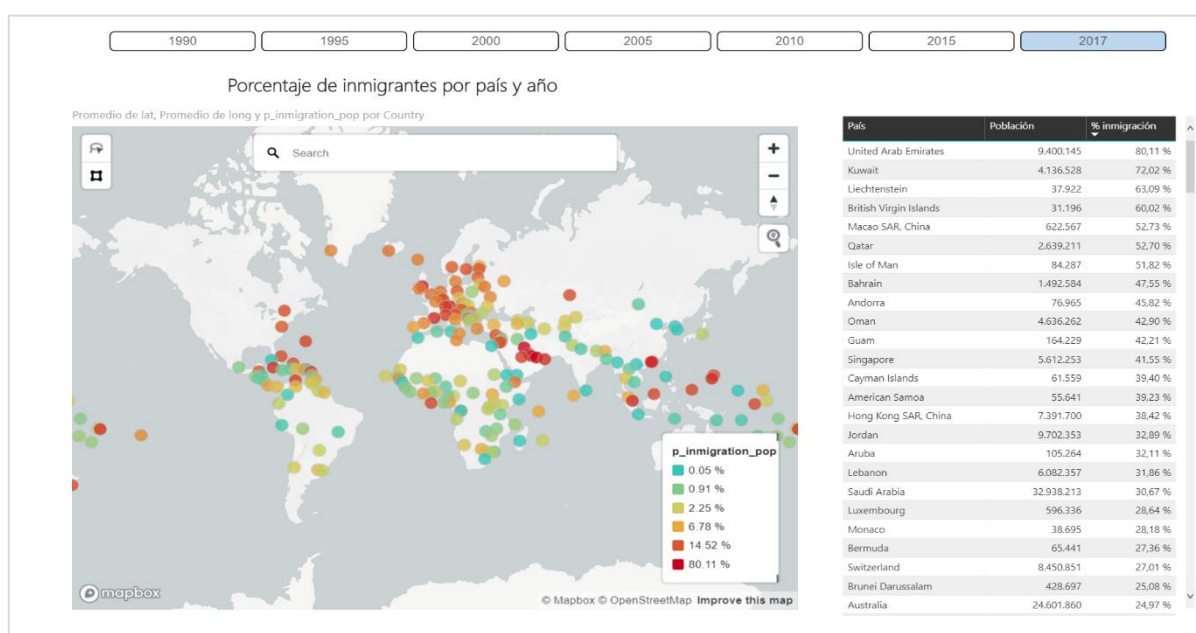 1990 1995 2000 2005 2010 2015 2017
Porcentaje de inmigrantes por país y año
Promedio de lat, Promedio de long y p_inmigration_pop por Country
Search
p_inmigration_pop
0.05 %
0.91 %
2.25 %
6.78 %
14.52 %
80.11 %
mapbox
© Mapbox © OpenStreetMap Improve this map
País Población % inmigración
United Arab Emirates 9.400.145 80,11 %
Kuwait 4.136.528 72,02 %
Liechtenstein 37.922 63,09 %
British Virgin Islands 31.196 60,02 %
Macao SAR, China 622.567 52,73 %
Qatar 2.639.211 52,70 %
Isle of Man 84.287 51,82 %
Bahrain 1.492.584 47,55 %
Andorra 76.965 45,82 %
Oman 4.636.262 42,90 %
Guam 164.229 42,21 %
Singapore 5.612.253 41,55 %
Cayman Islands 61.559 39,40 %
American Samoa 55.641 39,23 %
Hong Kong SAR, China 7.391.700 38,42 %
Jordan 9.702.353 32,89 %
Aruba 105.264 32,11 %
Lebanon 6.082.357 31,86 %
Saudi Arabia 32.938.213 30,67 %
Luxembourg 596.336 28,64 %
Monaco 38.695 28,18 %
Bermuda 65.441 27,36 %
Switzerland 8.450.851 27,01 %
Brunei Darussalam 428.697 25,08 %
Australia 24.601.860 24,97 %